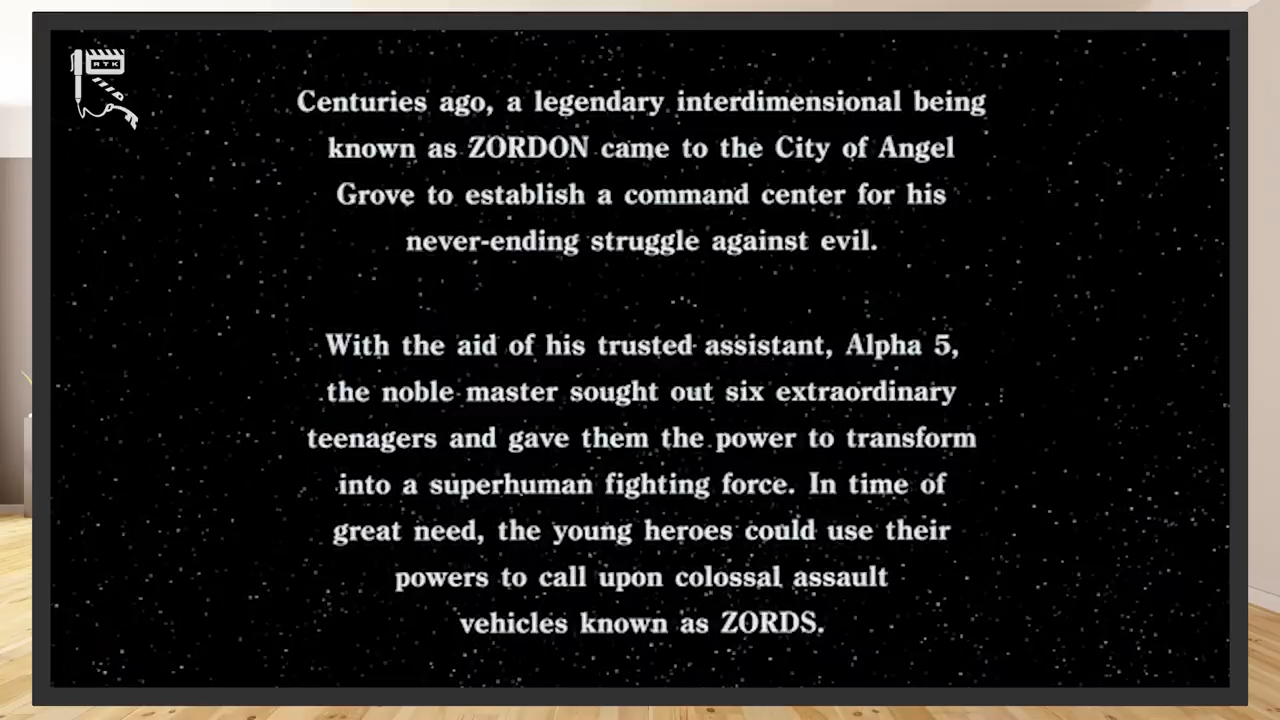 RTK
Centuries ago, a legendary interdimensional being
known as ZORDON came to the City of Angel
Grove to establish a command center for his
never-ending struggle against evil.
With the aid of his trusted assistant, Alpha 5,
the noble master sought out six extraordinary
teenagers and gave them the power to transform
into a superhuman fighting force. In time of
great need, the young heroes could use their
powers to call upon colossal assault
vehicles known as ZORDS.